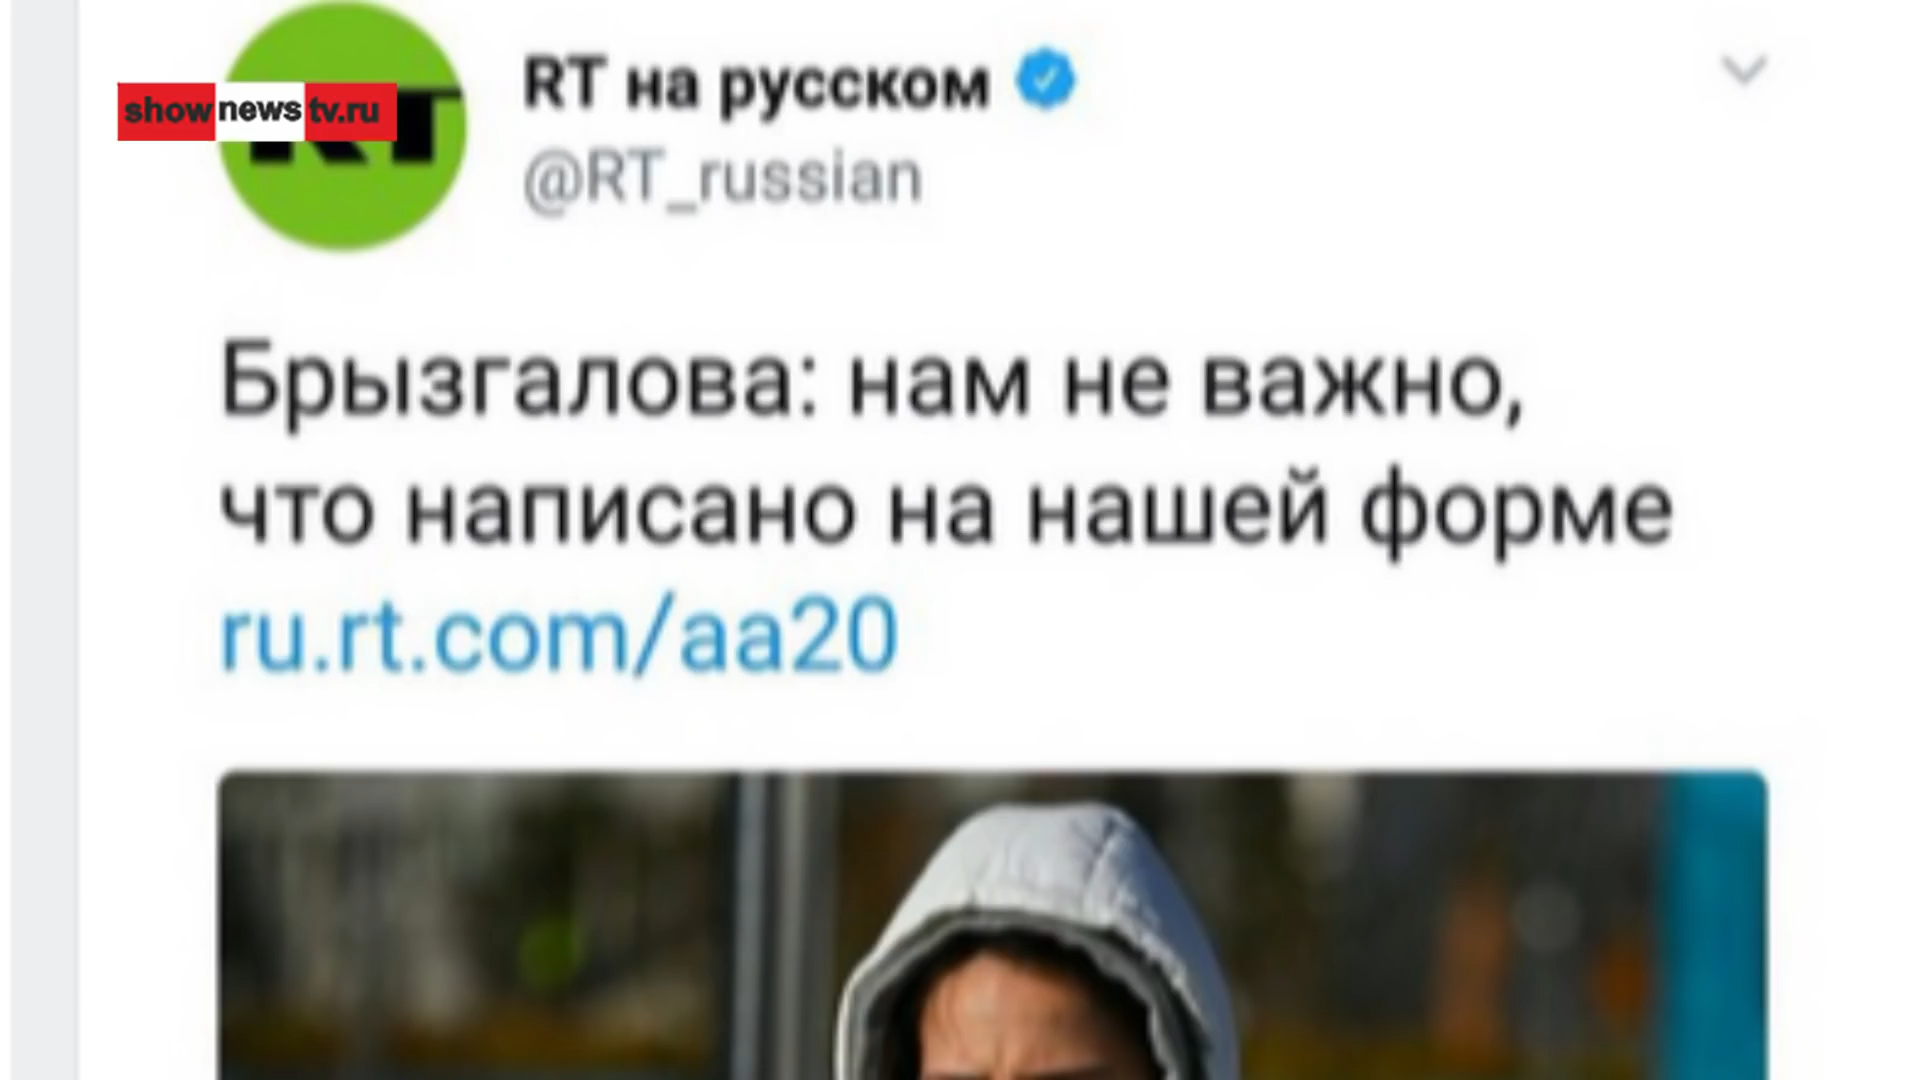 RT на русском
shownewstv.ru
RT
@RT_russian
Брызгалова: нам не важно,
что написано на нашей форме
ru.rt.com/aa20